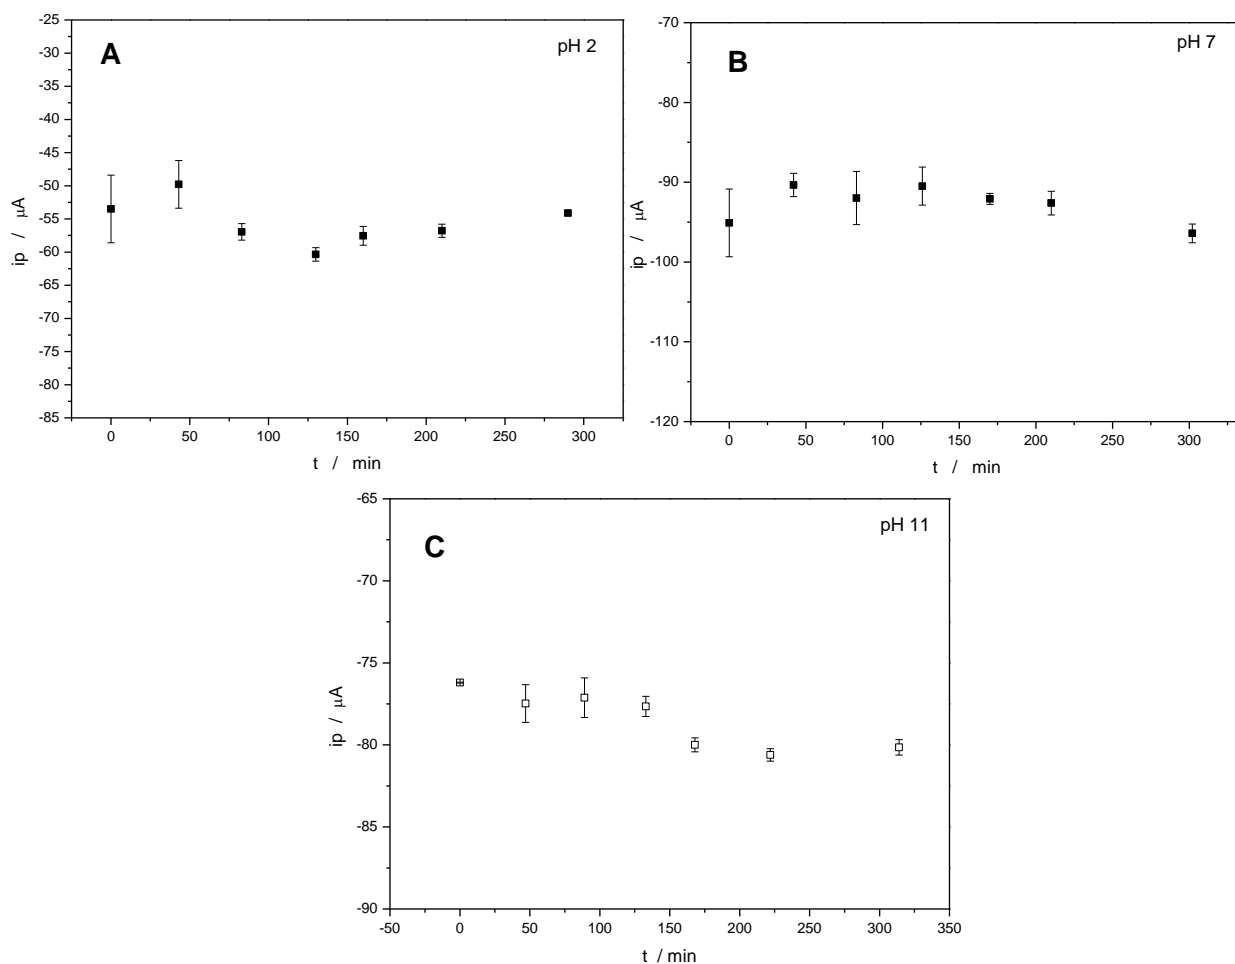 A
pH 2
-25
-30
-35
-40
-45
-50
-55
-60
-65
-70
-75
-80
-85
ip / μA
0 50 100 150 200 250 300
t / min
B
pH 7
-70
-80
-90
-100
-110
-120
ip / μA
0 50 100 150 200 250 300
t / min
C
pH 11
-65
-70
-75
-80
-85
-90
ip / μA
-50 0 50 100 150 200 250 300 350
t / min